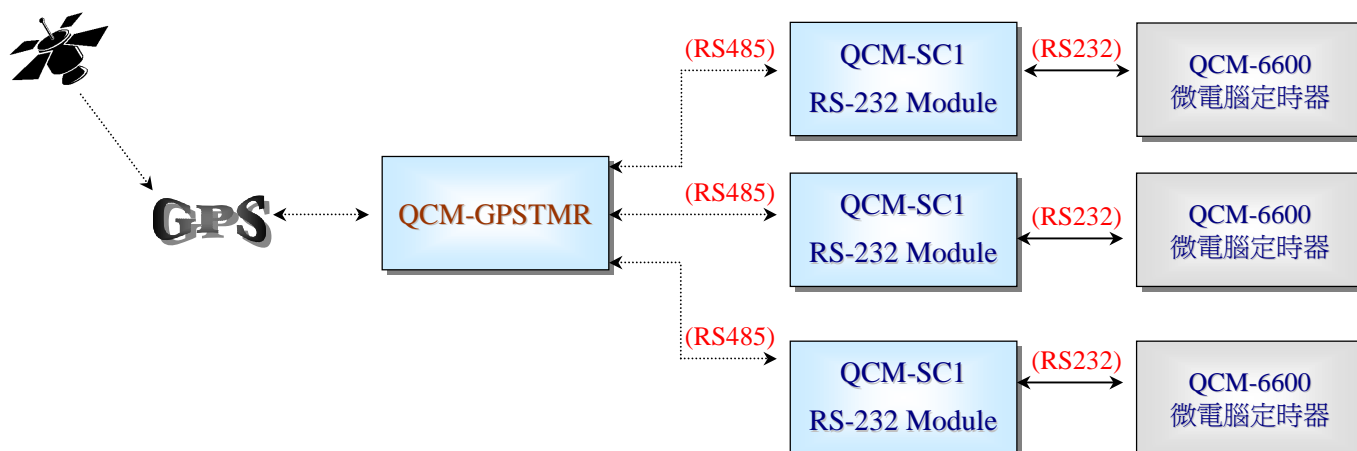 (RS485)
QCM-SC1
RS-232 Module
(RS232)
QCM-6600
微電腦定時器
GPS
QCM-GPSTMR
(RS485)
QCM-SC1
RS-232 Module
(RS232)
QCM-6600
微電腦定時器
(RS485)
QCM-SC1
RS-232 Module
(RS232)
QCM-6600
微電腦定時器